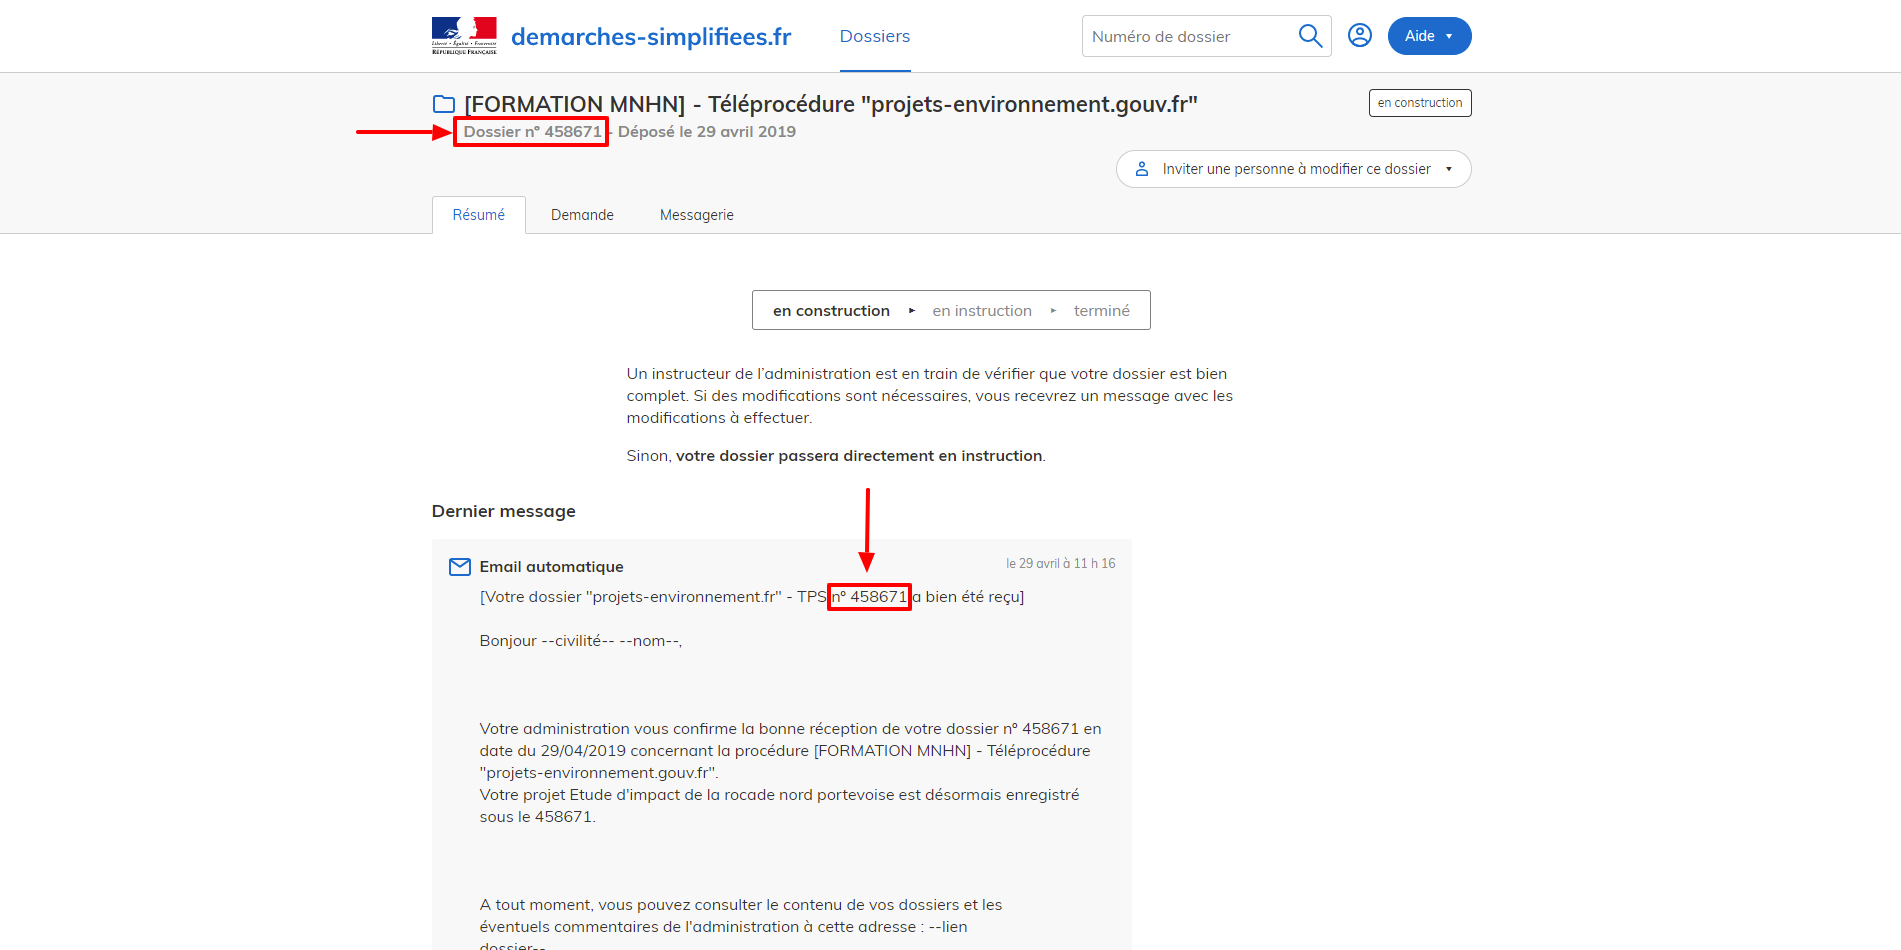 Liberté • Égalité • Fraternité
RÉPUBLIQUE FRANÇAISE
demarches-simplifiees.fr
Dossiers
Numéro de dossier
Aide
[FORMATION MNHN] - Téléprocédure "projets-environnement.gouv.fr"
en construction
Dossier nº 458671 - Déposé le 29 avril 2019
Inviter une personne à modifier ce dossier
Résumé
Demande
Messagerie
en construction
en instruction
terminé
Un instructeur de l’administration est en train de vérifier que votre dossier est bien
complet. Si des modifications sont nécessaires, vous recevrez un message avec les
modifications à effectuer.
Sinon, votre dossier passera directement en instruction.
Dernier message
Email automatique
le 29 avril à 11 h 16
[Votre dossier "projets-environnement.fr" - TPS nº 458671 a bien été reçu]
Bonjour --civilité-- --nom--,
Votre administration vous confirme la bonne réception de votre dossier nº 458671 en
date du 29/04/2019 concernant la procédure [FORMATION MNHN] - Téléprocédure
"projets-environnement.gouv.fr".
Votre projet Etude d'impact de la rocade nord portevoise est désormais enregistré
sous le 458671.
A tout moment, vous pouvez consulter le contenu de vos dossiers et les
éventuels commentaires de l'administration à cette adresse : --lien
dossier--